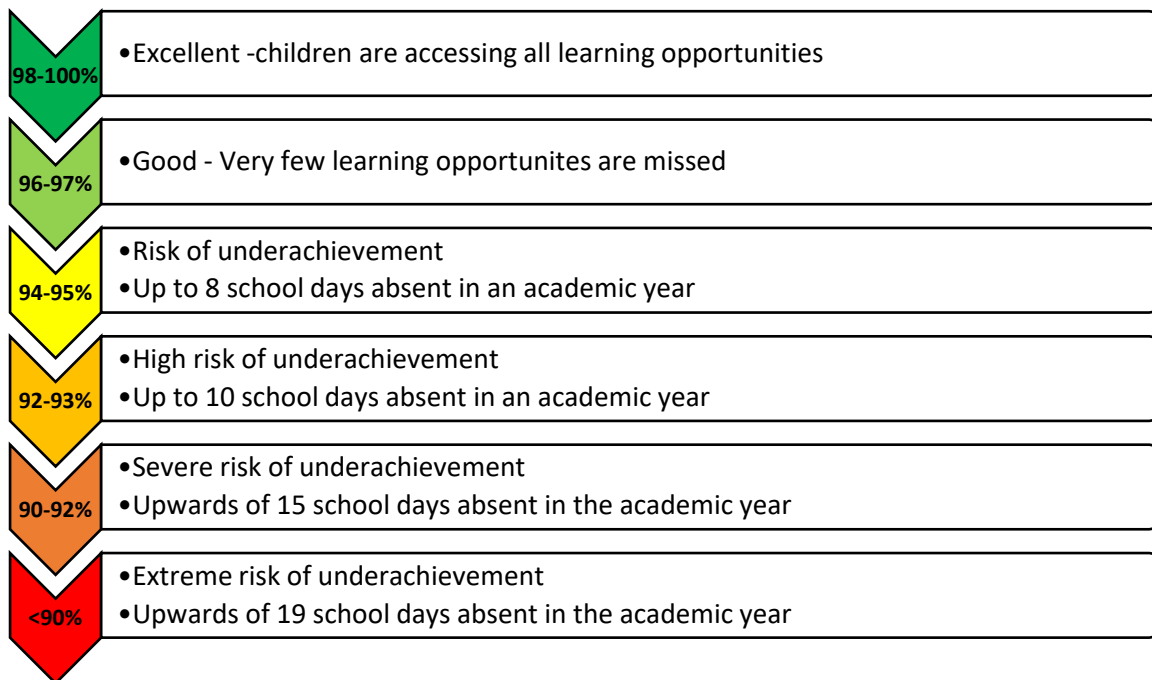 98-100%
•Excellent -children are accessing all learning opportunities
96-97%
•Good - Very few learning opportunites are missed
94-95%
•Risk of underachievement
•Up to 8 school days absent in an academic year
92-93%
•High risk of underachievement
•Up to 10 school days absent in an academic year
90-92%
•Severe risk of underachievement
•Upwards of 15 school days absent in the academic year
<90%
•Extreme risk of underachievement
•Upwards of 19 school days absent in the academic year